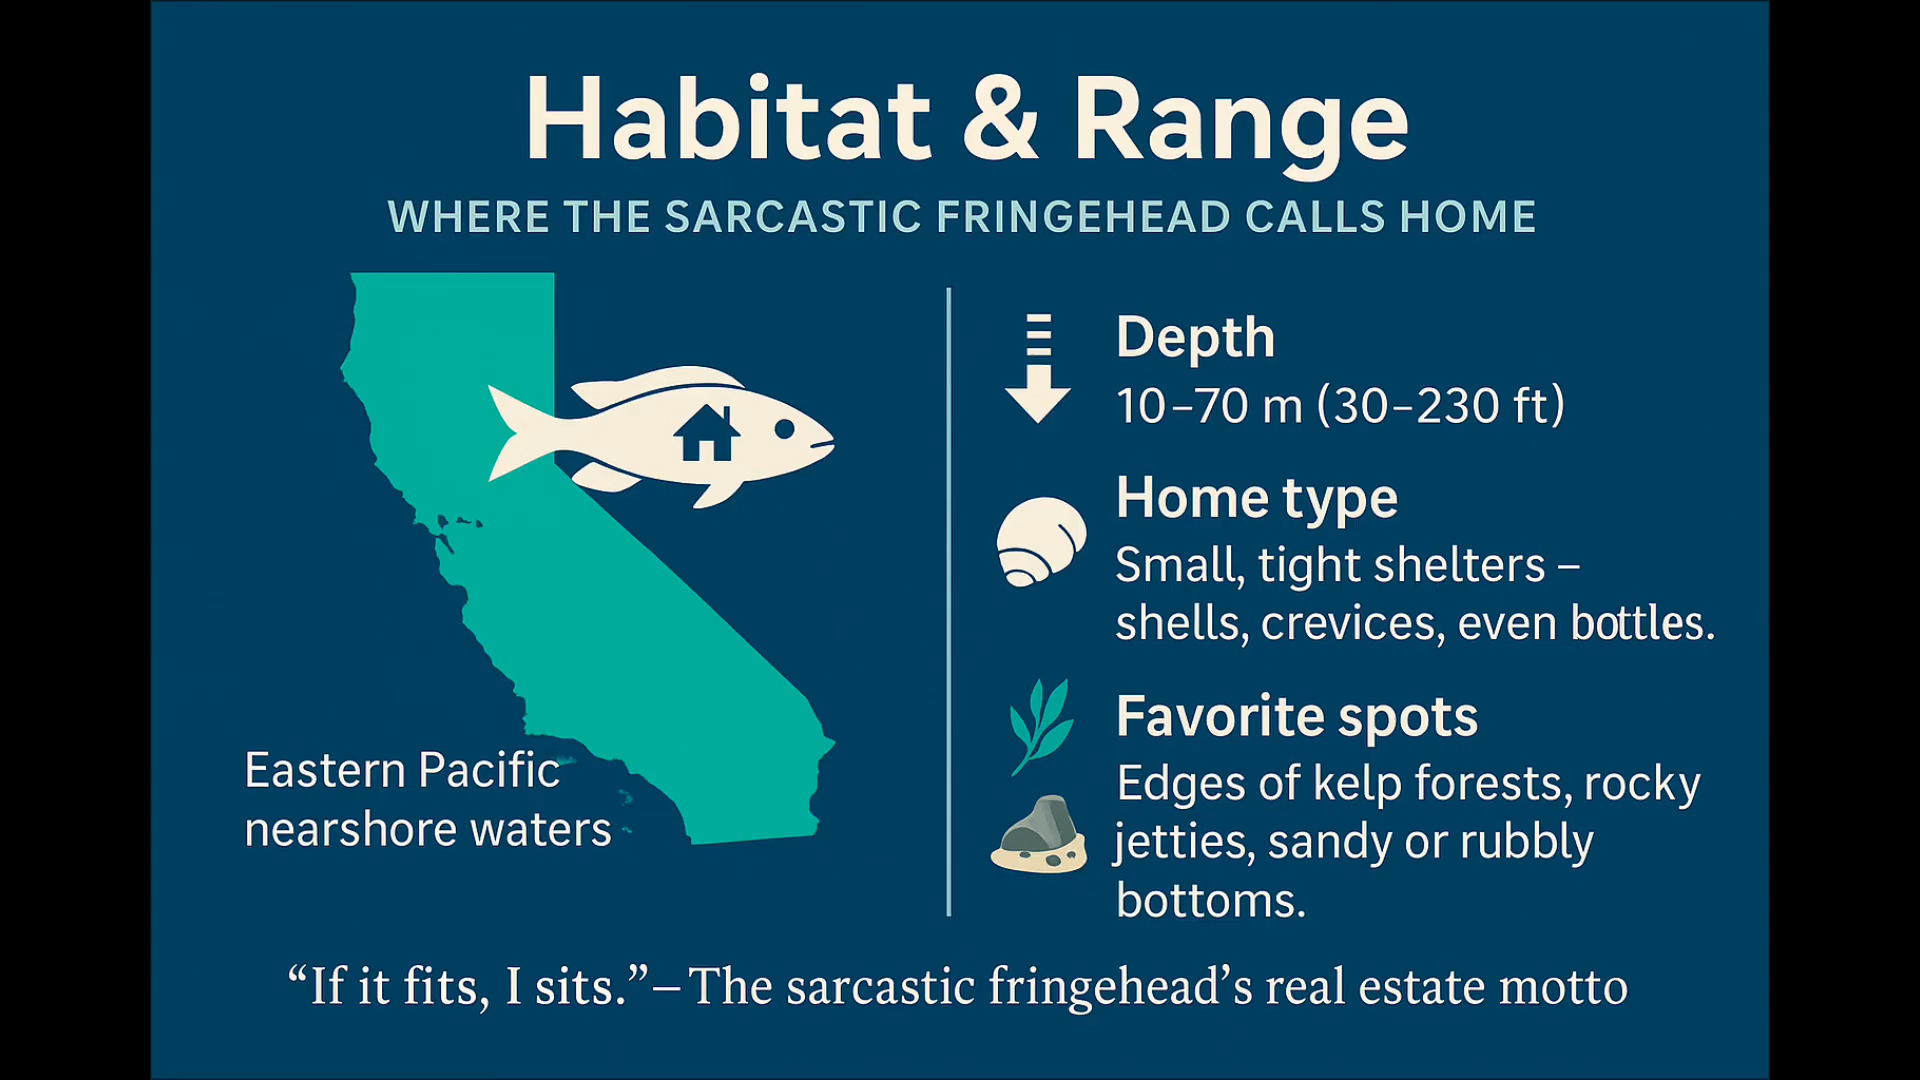 Habitat & Range
WHERE THE SARCASTIC FRINGEHEAD CALLS HOME
Eastern Pacific
nearshore waters
Depth
10–70 m (30–230 ft)
Home type
Small, tight shelters –
shells, crevices, even bottles.
Favorite spots
Edges of kelp forests, rocky
jetties, sandy or rubbly
bottoms.
“If it fits, I sits.”–The sarcastic fringehead’s real estate motto